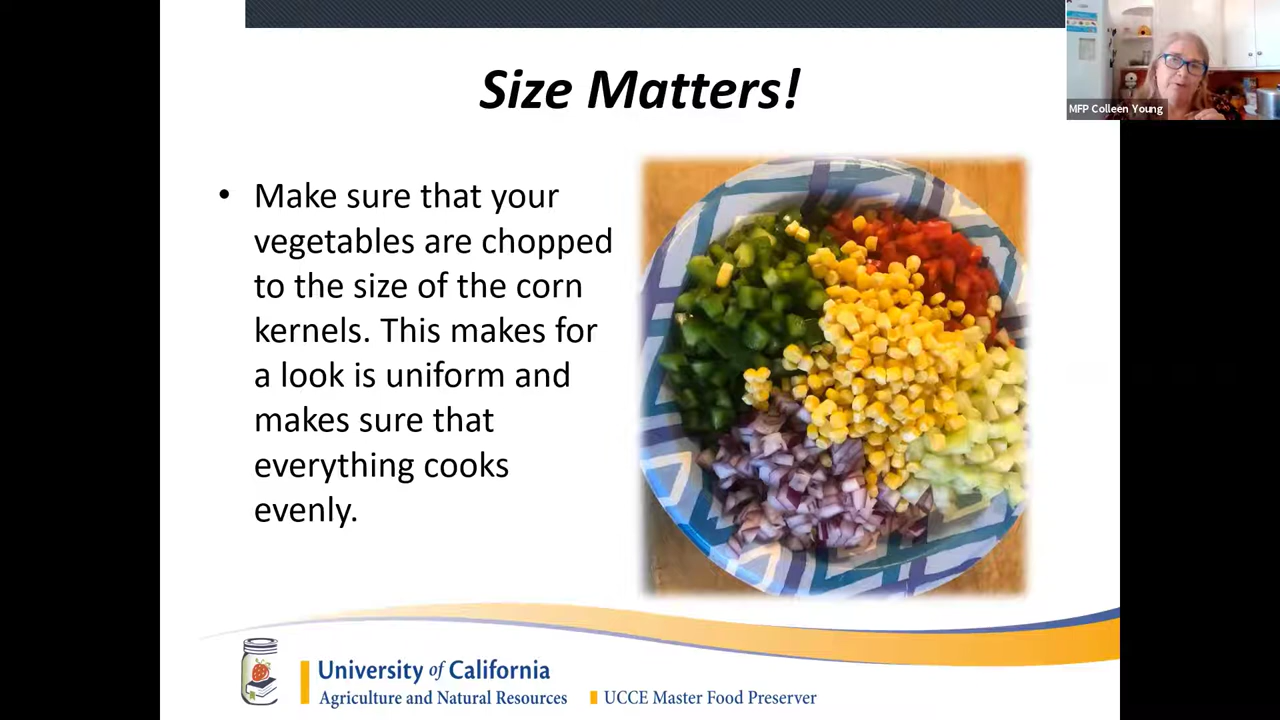 Size Matters!
MFP Colleen Young
• Make sure that your
vegetables are chopped
to the size of the corn
kernels. This makes for
a look is uniform and
makes sure that
everything cooks
evenly.
University of California
Agriculture and Natural Resources
UCCE Master Food Preserver